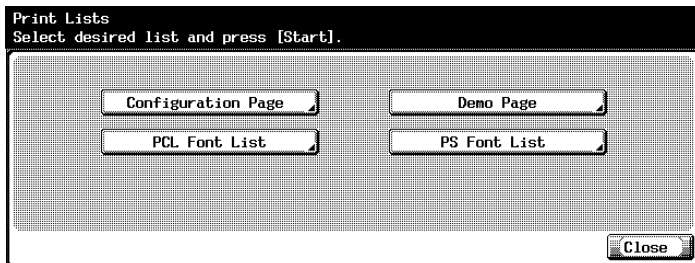 Print Lists
Select desired list and press [Start].
Configuration Page Demo Page
PCL Font List PS Font List
Close